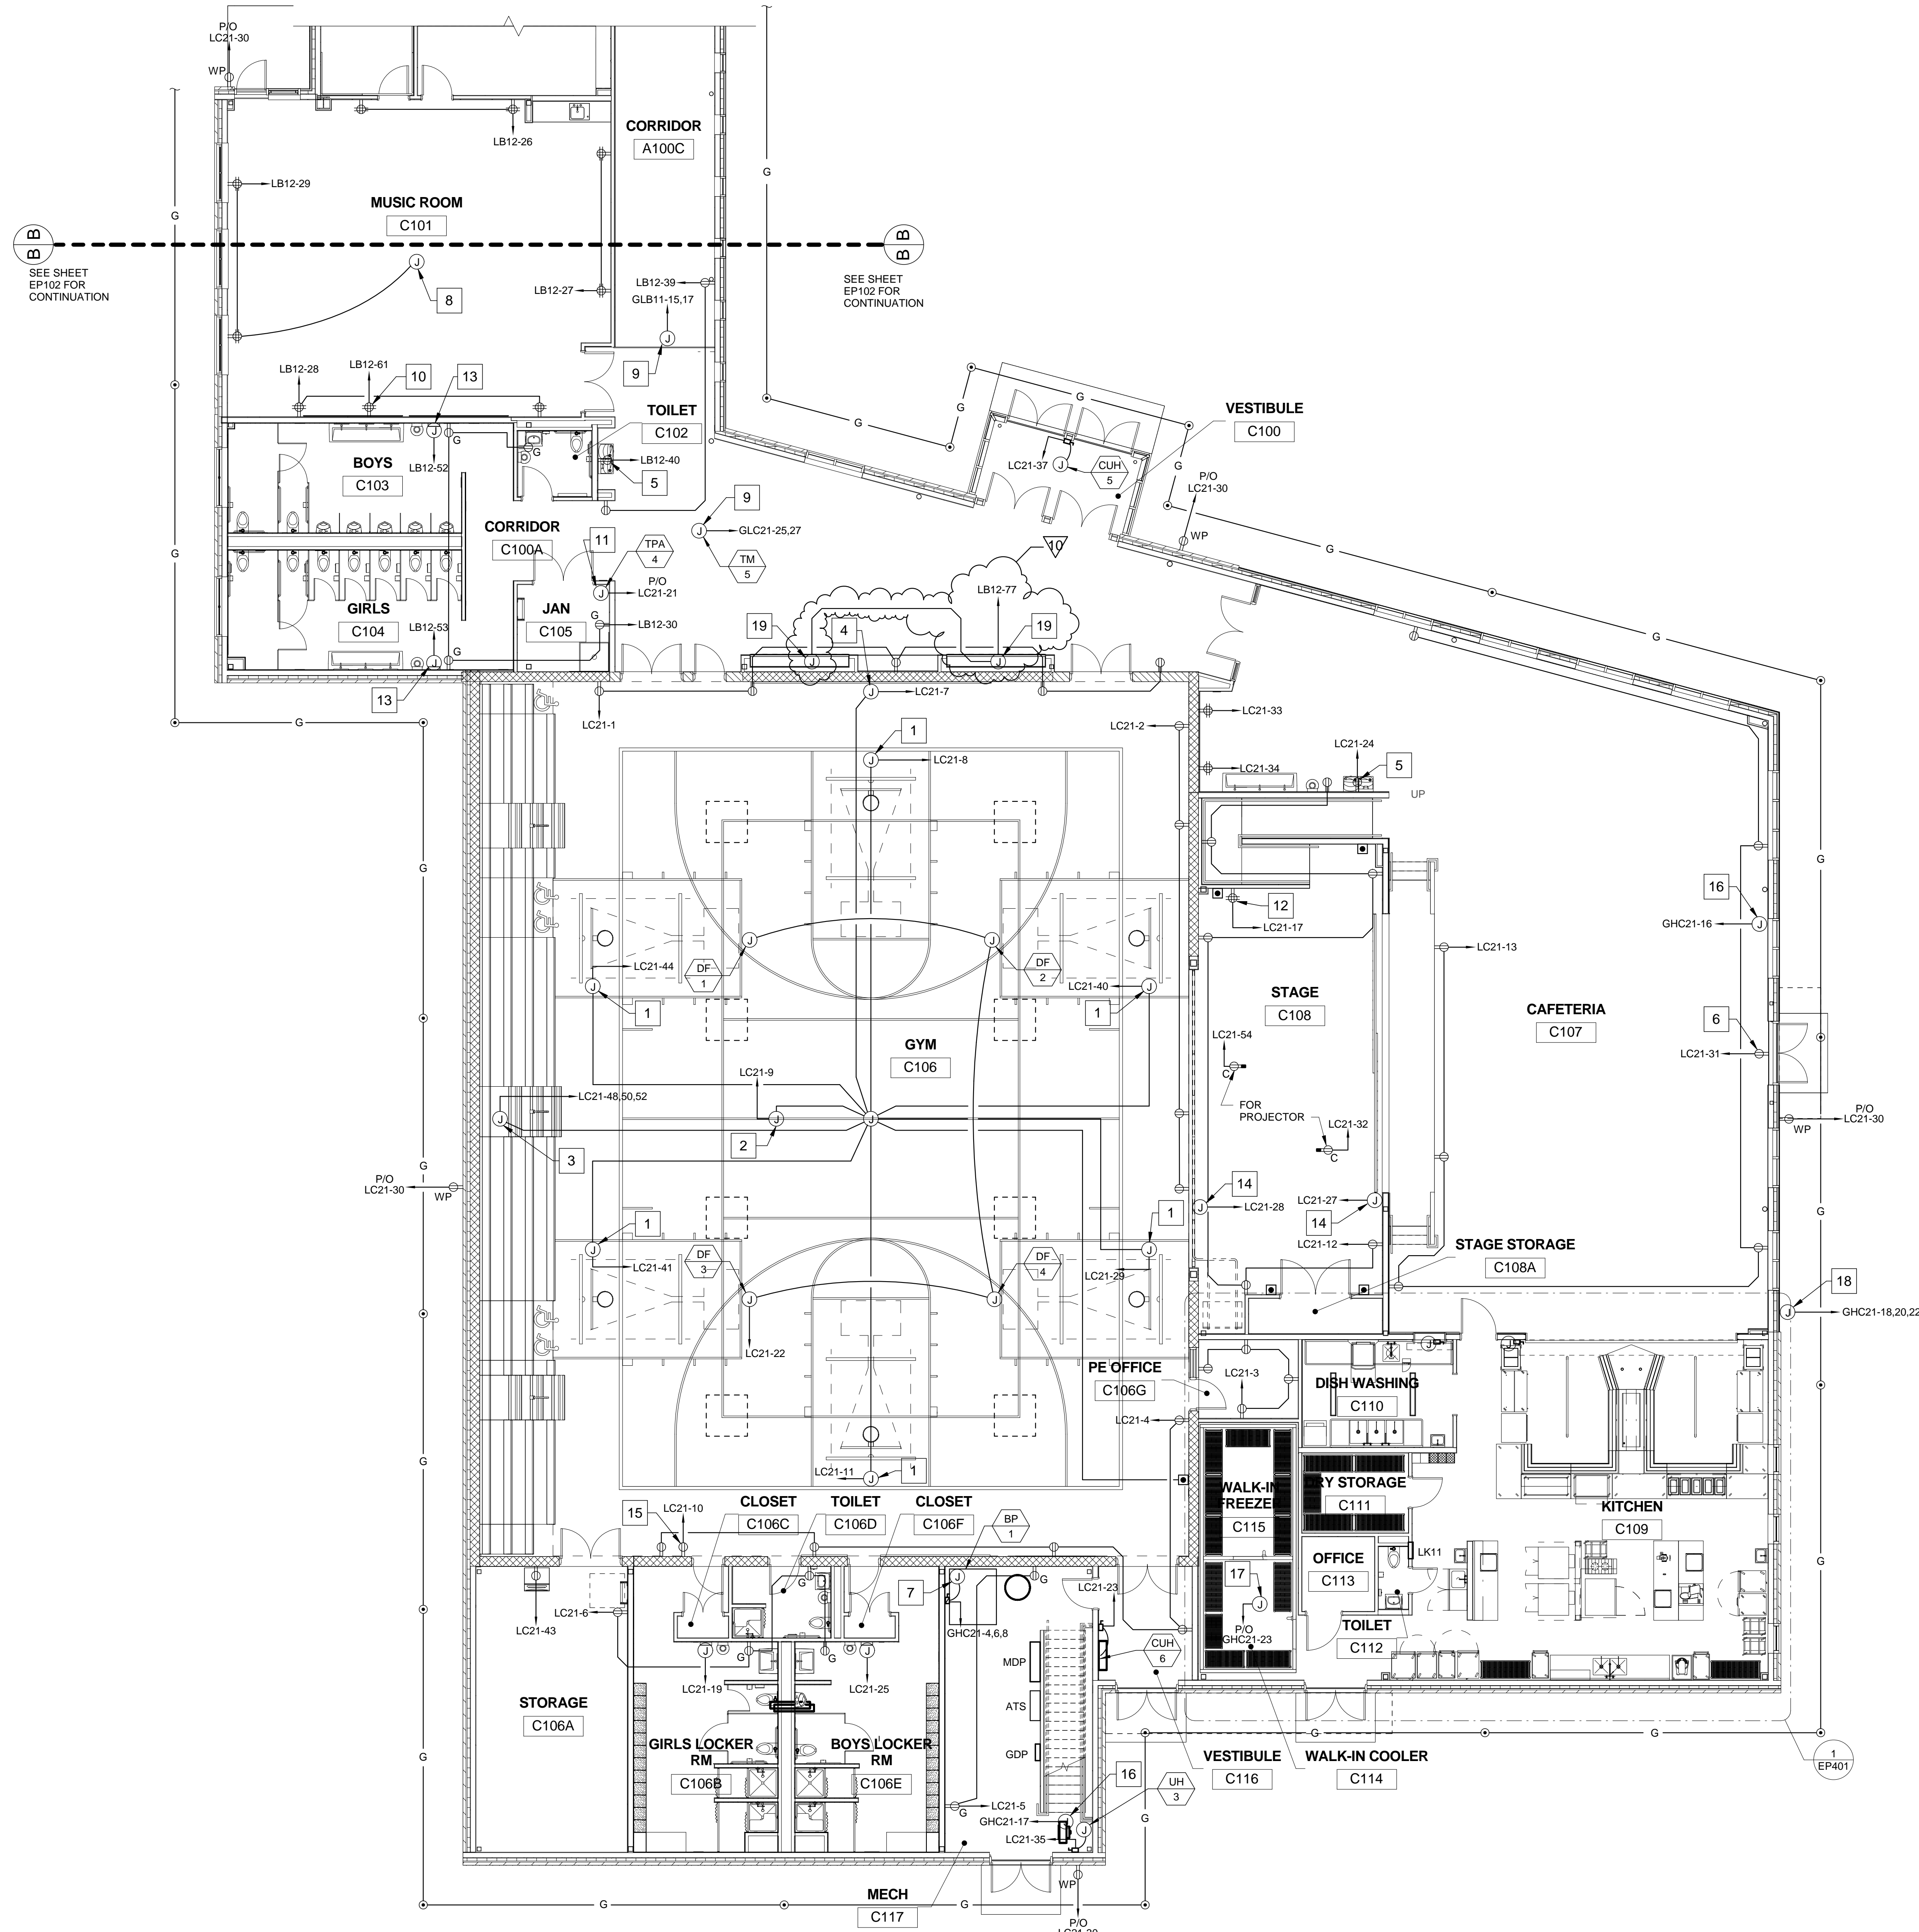 P/O
LC21-30
WP
LB12-26
CORRIDOR
A100C
G
LB12-29
MUSIC ROOM
C101
G
B B
SEE SHEET
EP102 FOR
CONTINUATION
B B
SEE SHEET
EP102 FOR
CONTINUATION
J
8
LB12-27
LB12-39
GLB11-15,17
J
9
LB12-28
LB12-61
10
13
TOILET
C102
G
G
G
G
VESTIBULE
C100
J
LB12-52
G
G
BOYS
C103
LB12-40
5
LC21-37
J
CUH
5
P/O
LC21-30
WP
G
G
CORRIDOR
C100A
9
J
GLC21-25,27
TM
5
11
TPA
4
10
J
P/O
LC21-21
GIRLS
C104
JAN
C105
LB12-53
G
LB12-30
LB12-77
19
4
19
J
J
J
G
13
G
G
LC21-1
J
LC21-7
LC21-33
LC21-2
1
J
LC21-8
LC21-34
LC21-24
5
UP
G
G
16
GHC21-16
J
12
LC21-17
J
J
LC21-13
DF
1
DF
2
LC21-44
J
1
LC21-40
J
1
STAGE
C108
CAFETERIA
C107
6
LC21-31
G
G
GYM
C106
LC21-54
C
LC21-9
FOR
PROJECTOR
LC21-32
C
LC21-48,50,52
J
J
J
2
3
P/O
LC21-30
WP
P/O
LC21-30
WP
G
G
14
J
LC21-28
LC21-27
J
14
1
J
LC21-41
1
J
LC21-29
LC21-12
STAGE STORAGE
C108A
DF
3
DF
4
J
J
18
J
GHC21-18,20,22
LC21-22
J
J
PE OFFICE
C106G
LC21-3
LC21-4
DISH WASHING
C110
G
G
LC21-11
J
1
WALK-IN
FREEZER
C115
DRY STORAGE
C111
KITCHEN
C109
15
LC21-10
CLOSET
C106C
TOILET
C106D
CLOSET
C106F
BP
1
LK11
OFFICE
C113
G
G
7
J
G
G
LC21-23
17
J
P/O
GHC21-23
LC21-6
LC21-43
GHC21-4,6,8
TOILET
C112
J
LC21-19
G
G
J
LC21-25
MDP
ATS
GDP
CUH
6
STORAGE
C106A
GIRLS LOCKER
RM
C106B
BOYS LOCKER
RM
C106E
G
G
G
VESTIBULE
C116
WALK-IN COOLER
C114
1
EP401
16
UH
3
LC21-5
G
GHC21-17
J
J
LC21-35
G
MECH
C117
G
G
WP
P/O
LC21-30